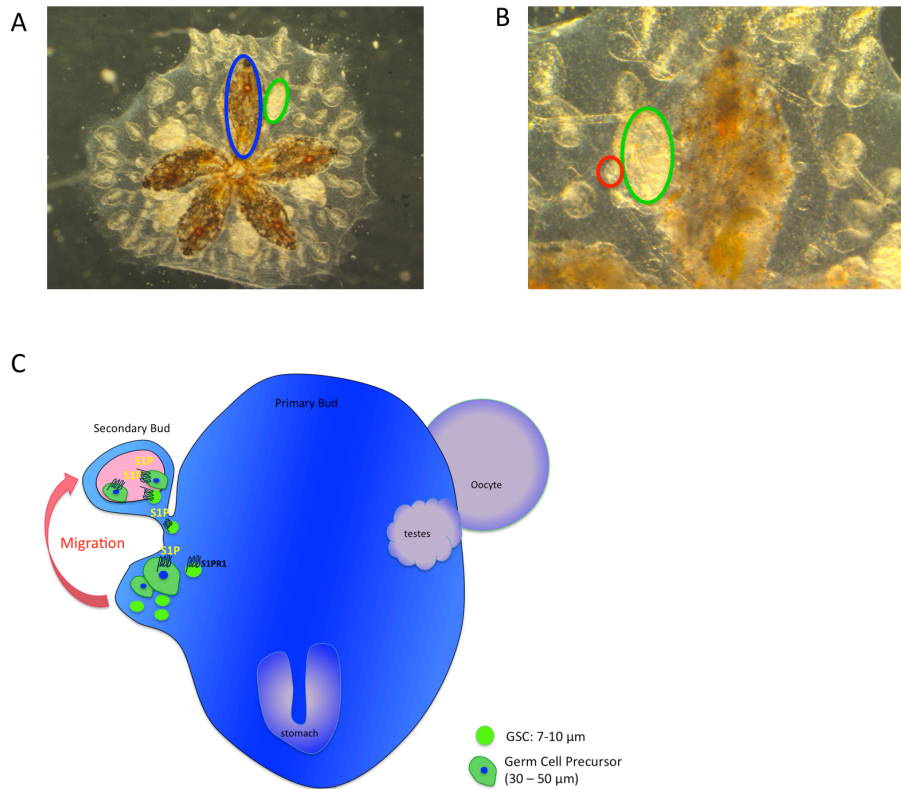 A
B
C
Primary Bud
Secondary Bud
S1P
S1P
S1P
Oocyte
testes
Migration
S1P
S1PR1
stomach
GSC: 7-10 μm
Germ Cell Precursor
(30 – 50 μm)